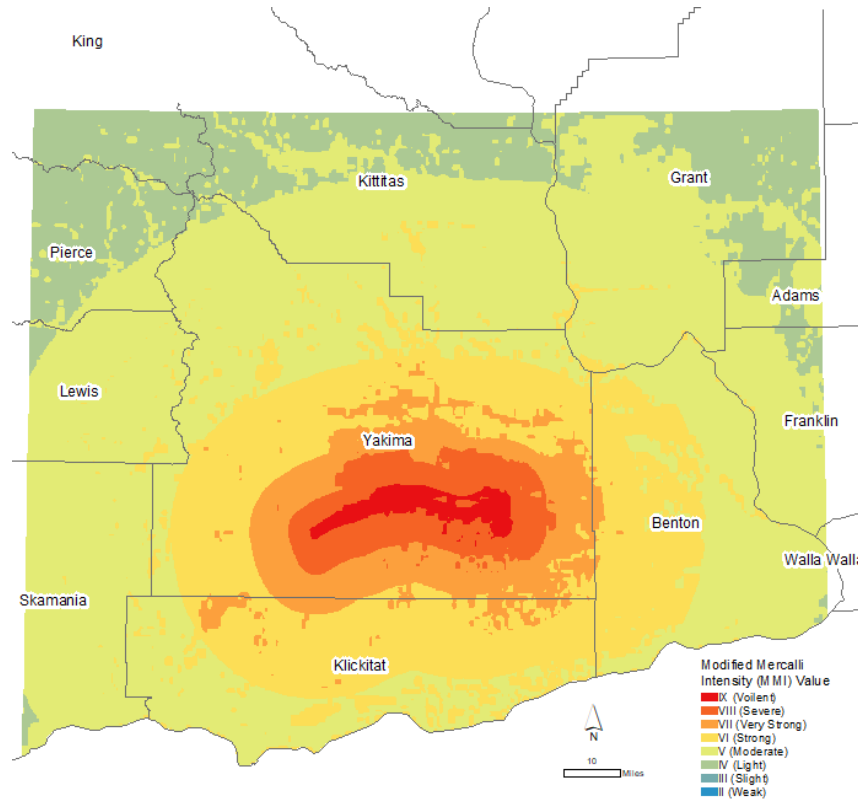 King
Kittitas
Grant
Pierce
Adams
Lewis
Franklin
Yakima
Benton
Walla Walla
Skamania
Klickitat
Modified Mercalli
Intensity (MMI) Value
IX (Voilent)
VIII (Severe)
VII (Very Strong)
VI (Strong)
V (Moderate)
IV (Light)
III (Slight)
II (Weak)
N
10
Miles